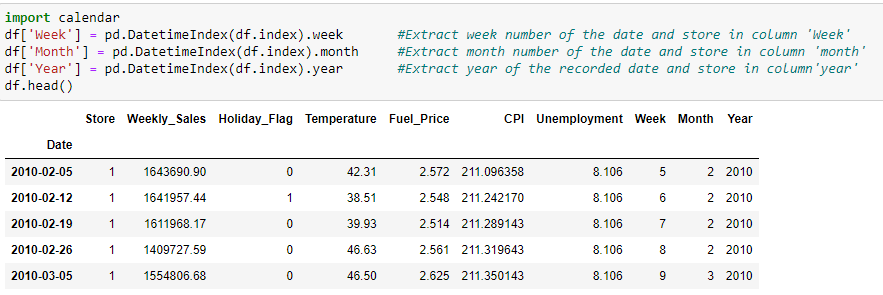 import calendar
df['Week'] = pd.DatetimeIndex(df.index).week #Extract week number of the date and store in column 'Week'
df['Month'] = pd.DatetimeIndex(df.index).month #Extract month number of the date and store in column 'month'
df['Year'] = pd.DatetimeIndex(df.index).year #Extract year of the recorded date and store in column'year'
df.head()
Store Weekly_Sales Holiday_Flag Temperature Fuel_Price CPI Unemployment Week Month Year
Date
2010-02-05 1 1643690.90 0 42.31 2.572 211.096358 8.106 5 2 2010
2010-02-12 1 1641957.44 1 38.51 2.548 211.242170 8.106 6 2 2010
2010-02-19 1 1611968.17 0 39.93 2.514 211.289143 8.106 7 2 2010
2010-02-26 1 1409727.59 0 46.63 2.561 211.319643 8.106 8 2 2010
2010-03-05 1 1554806.68 0 46.50 2.625 211.350143 8.106 9 3 2010